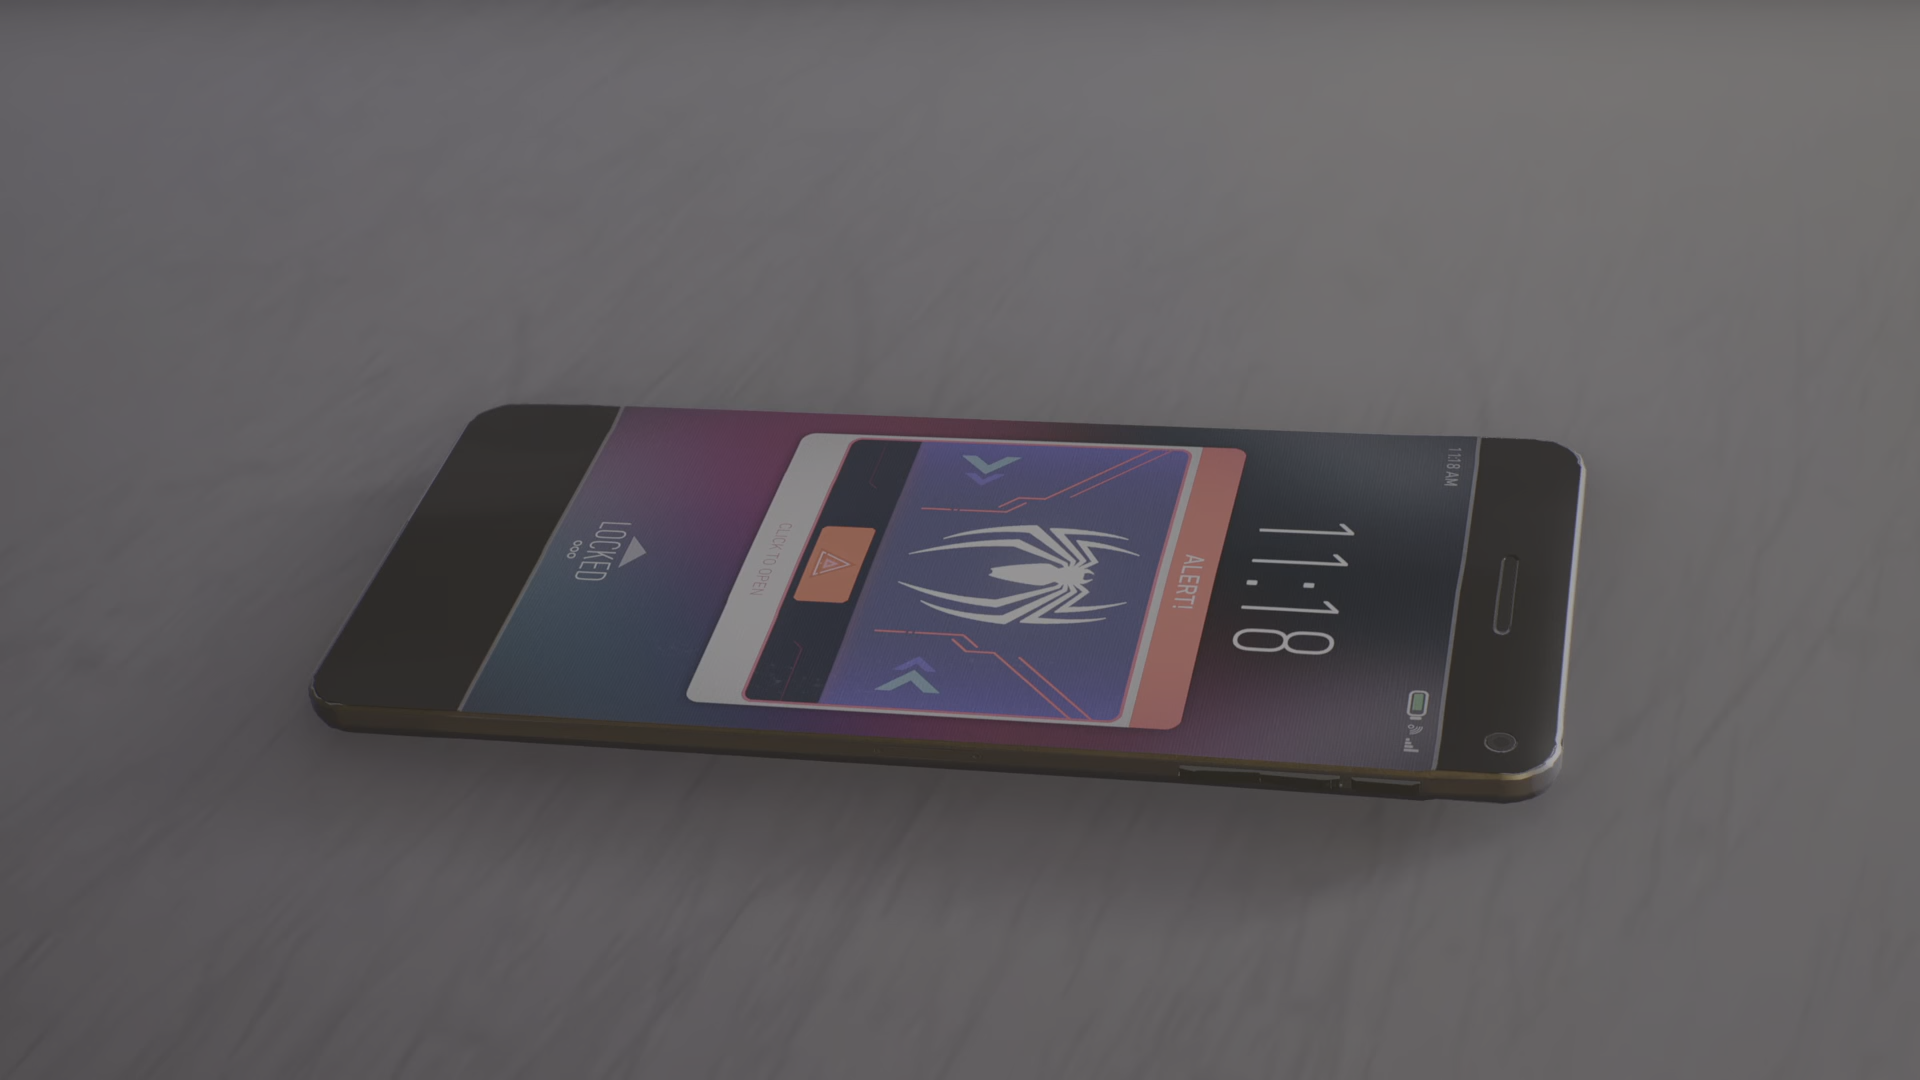 11:18 AM
11:18
ALERT!
CLICK TO OPEN
LOCKED